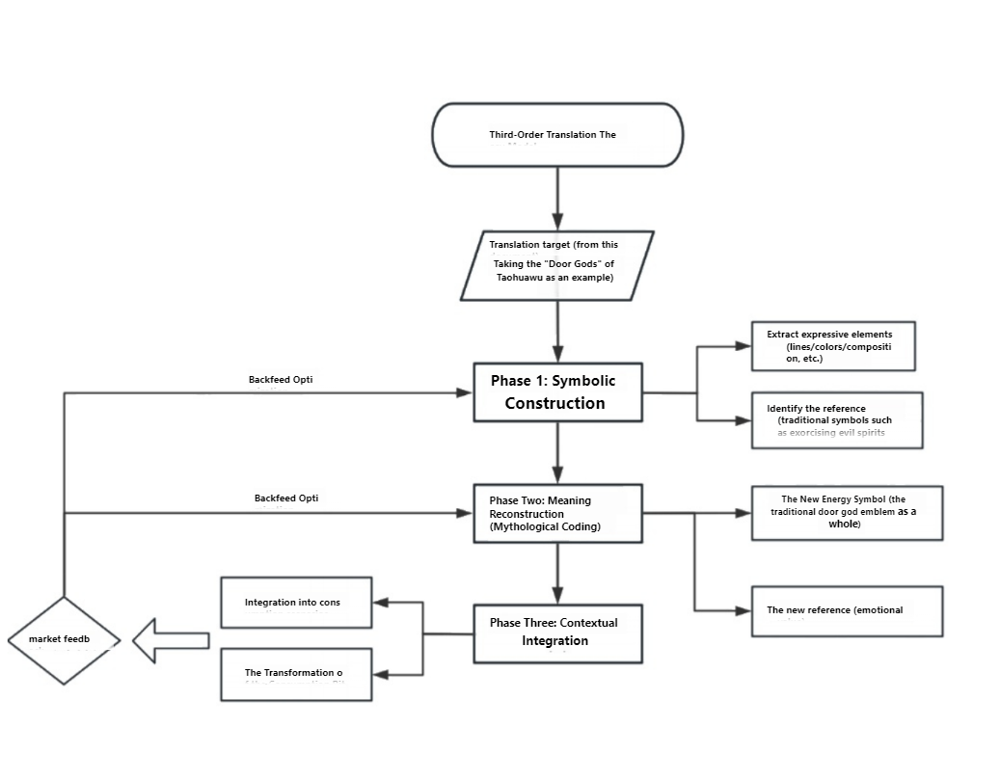 Third-Order Translation The
Translation target (from this
Taking the "Door Gods" of
Taohuawu as an example)
Extract expressive elements
(lines/colors/compositi
on, etc.)
Backfeed Opti
Phase 1: Symbolic
Construction
Identify the reference
(traditional symbols such
as exorcising evil spirits
Backfeed Opti
Phase Two: Meaning
Reconstruction
(Mythological Coding)
The New Energy Symbol (the
traditional door god emblem as a
whole)
Integration into cons
The new reference (emotional
Phase Three: Contextual
Integration
market feedb
The Transformation o